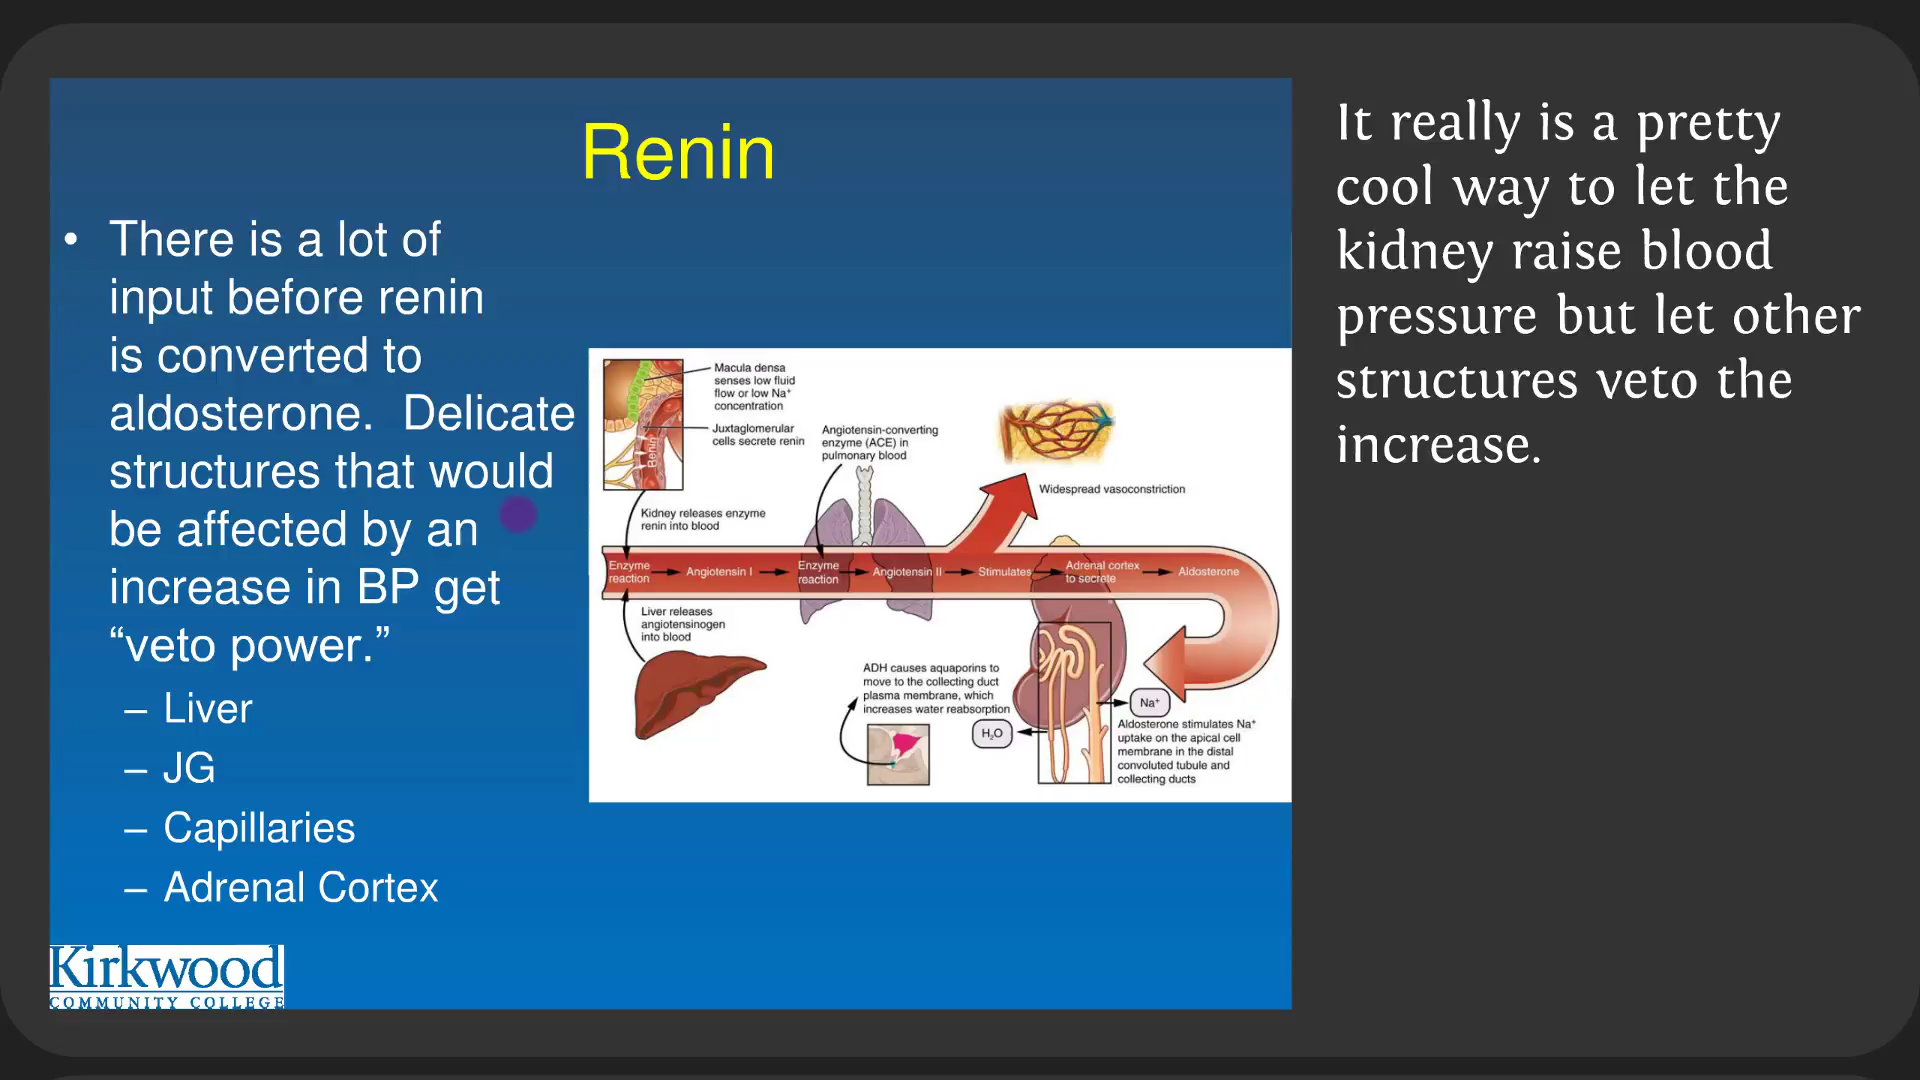 Renin
• There is a lot of
input before renin
is converted to
aldosterone. Delicate
structures that would
be affected by an
increase in BP get
“veto power.”
– Liver
– JG
– Capillaries
– Adrenal Cortex
Macula densa
senses low fluid
flow or low Na⁺
concentration
Juxtaglomerular
cells secrete renin
Renin
Kidney releases enzyme
renin into blood
Angiotensin-converting
enzyme (ACE) in
pulmonary blood
Widespread vasoconstriction
Enzyme
reaction
Angiotensin I
Enzyme
reaction
Angiotensin II
Stimulates
Adrenal cortex
to secrete
Aldosterone
Liver releases
angiotensinogen
into blood
ADH causes aquaporins to
move to the collecting duct
plasma membrane, which
increases water reabsorption
H₂O
Na⁺
Aldosterone stimulates Na⁺
uptake on the apical cell
membrane in the distal
convoluted tubule and
collecting ducts
Kirkwood
COMMUNITY COLLEGE
It really is a pretty
cool way to let the
kidney raise blood
pressure but let other
structures veto the
increase.